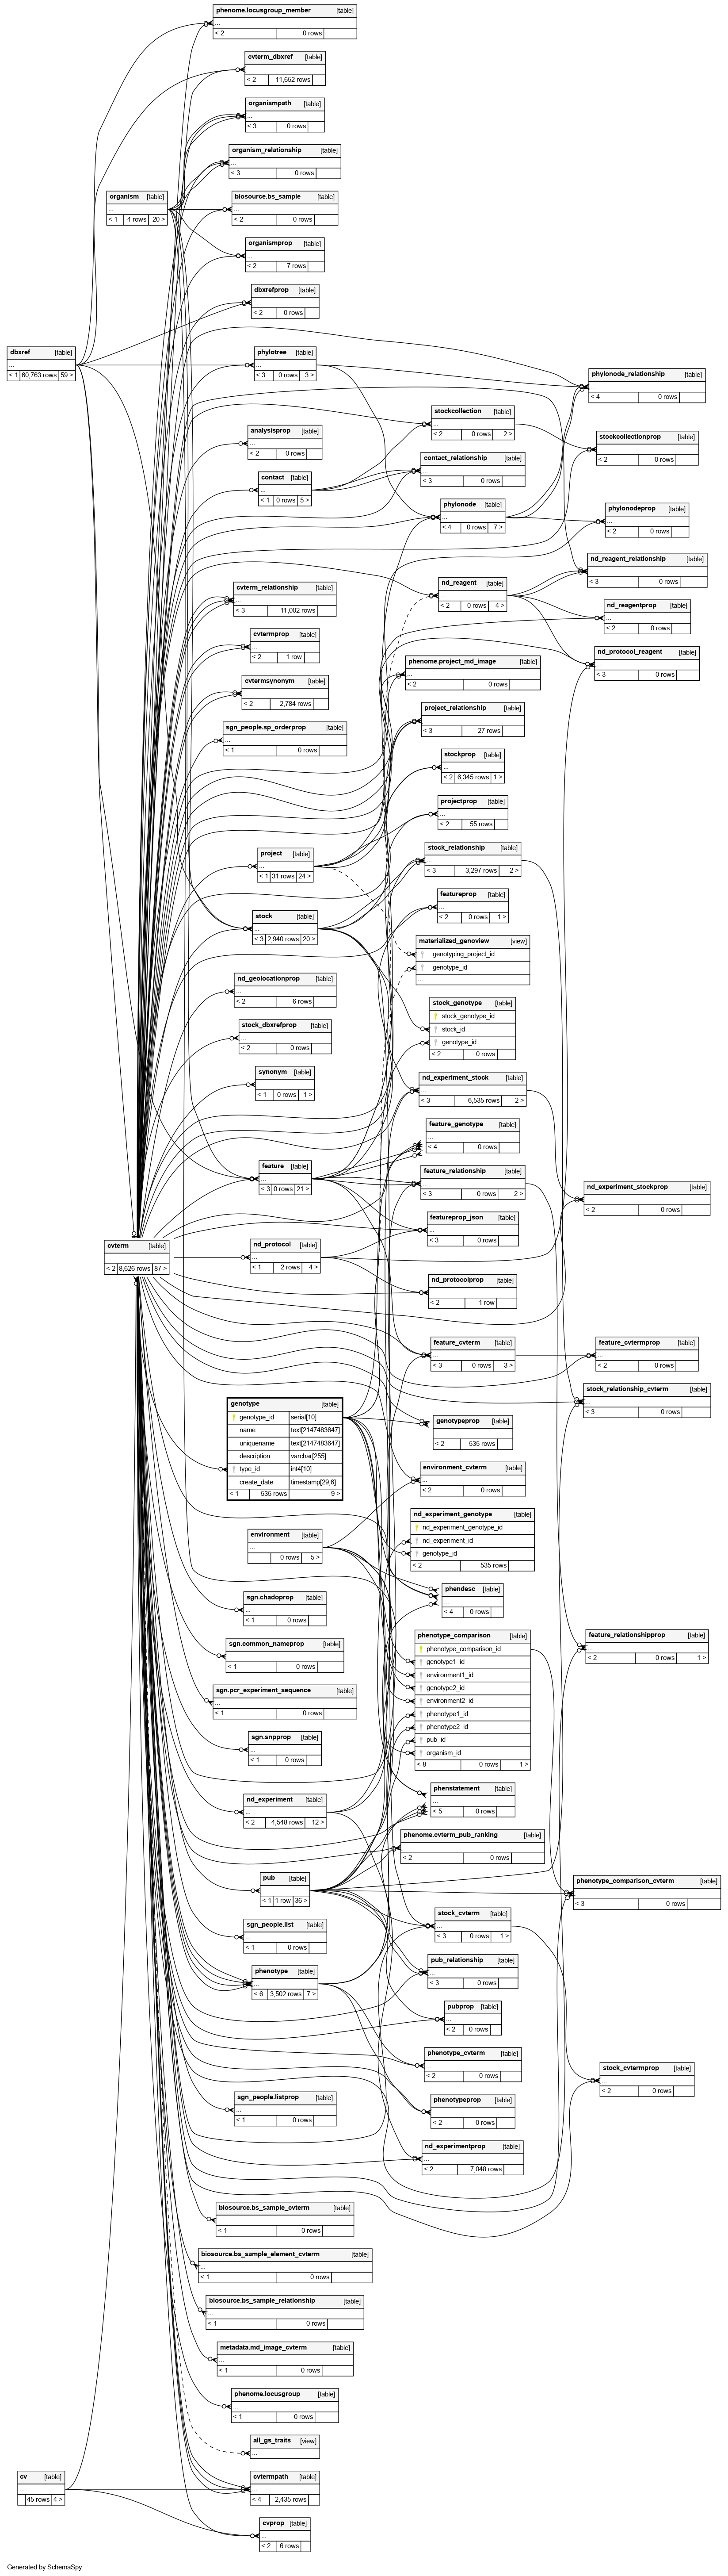 phenome.locusgroup_member [table]
...
< 2 0 rows
cvterm_dbxref [table]
...
< 2 11,652 rows
organismpath [table]
...
< 3 0 rows
organism_relationship [table]
...
< 3 0 rows
organism [table]
...
< 1 4 rows 20 >
biosource.bs_sample [table]
...
< 2 0 rows
organismprop [table]
...
< 2 7 rows
dbxrefprop [table]
...
< 2 0 rows
dbxref [table]
...
< 1 60,763 rows 59 >
phylotree [table]
...
< 3 0 rows 3 >
phylonode_relationship [table]
...
< 4 0 rows
stockcollection [table]
...
< 2 0 rows 2 >
analysisprop [table]
...
< 2 0 rows
stockcollectionprop [table]
...
< 2 0 rows
contact_relationship [table]
...
< 3 0 rows
contact [table]
...
< 1 0 rows 5 >
phylonode [table]
...
< 4 0 rows 7 >
phylonodeprop [table]
...
< 2 0 rows
nd_reagent_relationship [table]
...
< 3 0 rows
nd_reagent [table]
...
< 2 0 rows 4 >
cvterm_relationship [table]
...
< 3 11,002 rows
nd_reagentprop [table]
...
< 2 0 rows
cvtermprop [table]
...
< 2 1 row
nd_protocol_reagent [table]
...
< 3 0 rows
phenome.project_md_image [table]
...
< 2 0 rows
cvtermsynonym [table]
...
< 2 2,784 rows
project_relationship [table]
...
< 3 27 rows
sgn_people.sp_orderprop [table]
...
< 1 0 rows
stockprop [table]
...
< 2 6,345 rows 1 >
projectprop [table]
...
< 2 55 rows
project [table]
...
< 1 31 rows 24 >
stock_relationship [table]
...
< 3 3,297 rows 2 >
featureprop [table]
...
< 2 0 rows 1 >
stock [table]
...
< 3 2,940 rows 20 >
materialized_genoview [view]
genotyping_project_id
genotype_id
...
nd_geolocationprop [table]
...
< 2 6 rows
stock_genotype [table]
stock_genotype_id
stock_id
genotype_id
< 2 0 rows
stock_dbxrefprop [table]
...
< 2 0 rows
synonym [table]
...
< 1 0 rows 1 >
nd_experiment_stock [table]
...
< 3 6,535 rows 2 >
feature_genotype [table]
...
< 4 0 rows
feature [table]
...
< 3 0 rows 21 >
feature_relationship [table]
...
< 3 0 rows 2 >
nd_experiment_stockprop [table]
...
< 2 0 rows
featureprop_json [table]
...
< 3 0 rows
cvterm [table]
...
< 2 8,626 rows 87 >
nd_protocol [table]
...
< 1 2 rows 4 >
nd_protocolprop [table]
...
< 2 1 row
feature_cvterm [table]
...
< 3 0 rows 3 >
feature_cvtermprop [table]
...
< 2 0 rows
stock_relationship_cvterm [table]
...
< 3 0 rows
genotype [table]
genotype_id serial[10]
name text[2147483647]
uniquename text[2147483647]
description varchar[255]
type_id int4[10]
create_date timestamp[29,6]
< 1 535 rows 9 >
genotypeprop [table]
...
< 2 535 rows
environment_cvterm [table]
...
< 2 0 rows
nd_experiment_genotype [table]
nd_experiment_genotype_id
nd_experiment_id
genotype_id
< 2 535 rows
environment [table]
...
0 rows 5 >
phendesc [table]
...
< 4 0 rows
sgn.chadoprop [table]
...
< 1 0 rows
phenotype_comparison [table]
phenotype_comparison_id
genotype1_id
environment1_id
genotype2_id
environment2_id
phenotype1_id
phenotype2_id
pub_id
organism_id
< 8 0 rows 1 >
feature_relationshipprop [table]
...
< 2 0 rows 1 >
sgn.common_nameprop [table]
...
< 1 0 rows
sgn.pcr_experiment_sequence [table]
...
< 1 0 rows
sgn.snpprop [table]
...
< 1 0 rows
phenstatement [table]
...
< 5 0 rows
nd_experiment [table]
...
< 2 4,548 rows 12 >
phenome.cvterm_pub_ranking [table]
...
< 2 0 rows
pub [table]
...
< 1 1 row 36 >
phenotype_comparison_cvterm [table]
...
< 3 0 rows
stock_cvterm [table]
...
< 3 0 rows 1 >
sgn_people.list [table]
...
< 1 0 rows
pub_relationship [table]
...
< 3 0 rows
phenotype [table]
...
< 6 3,502 rows 7 >
pubprop [table]
...
< 2 0 rows
phenotype_cvterm [table]
...
< 2 0 rows
stock_cvtermprop [table]
...
< 2 0 rows
sgn_people.listprop [table]
...
< 1 0 rows
phenotypeprop [table]
...
< 2 0 rows
nd_experimentprop [table]
...
< 2 7,048 rows
biosource.bs_sample_cvterm [table]
...
< 1 0 rows
biosource.bs_sample_element_cvterm [table]
...
< 1 0 rows
biosource.bs_sample_relationship [table]
...
< 1 0 rows
metadata.md_image_cvterm [table]
...
< 1 0 rows
phenome.locusgroup [table]
...
< 1 0 rows
all_gs_traits [view]
...
cv [table]
...
45 rows 4 >
cvtermpath [table]
...
< 4 2,435 rows
cvprop [table]
...
< 2 6 rows
Generated by SchemaSpy